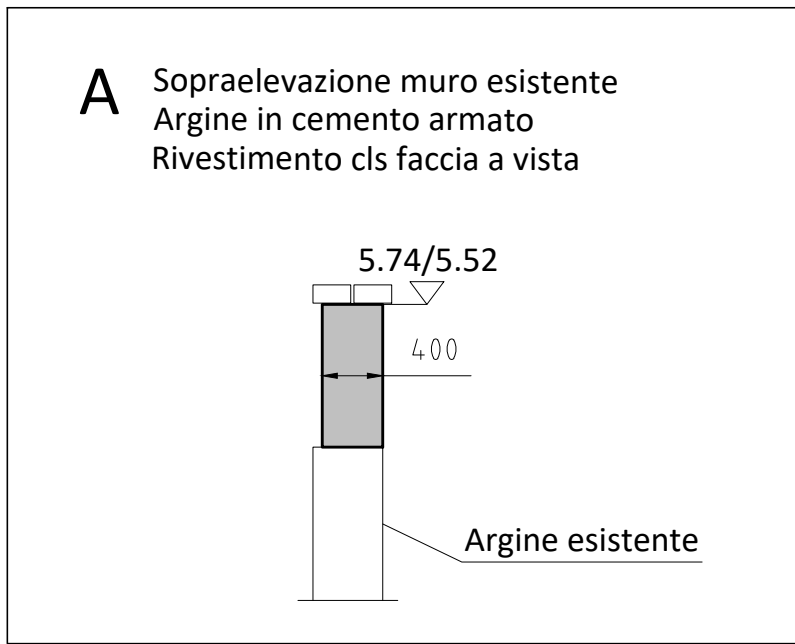 A Sopraelevazione muro esistente
Argine in cemento armato
Rivestimento cls faccia a vista
5.74/5.52
400
Argine esistente